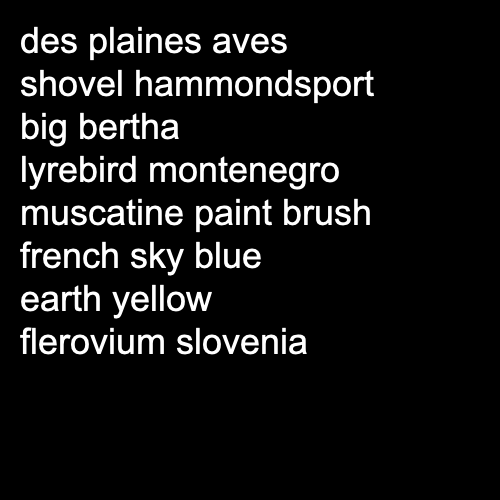 des plaines aves
shovel hammondsport
big bertha
lyrebird montenegro
muscatine paint brush
french sky blue
earth yellow
flerovium slovenia